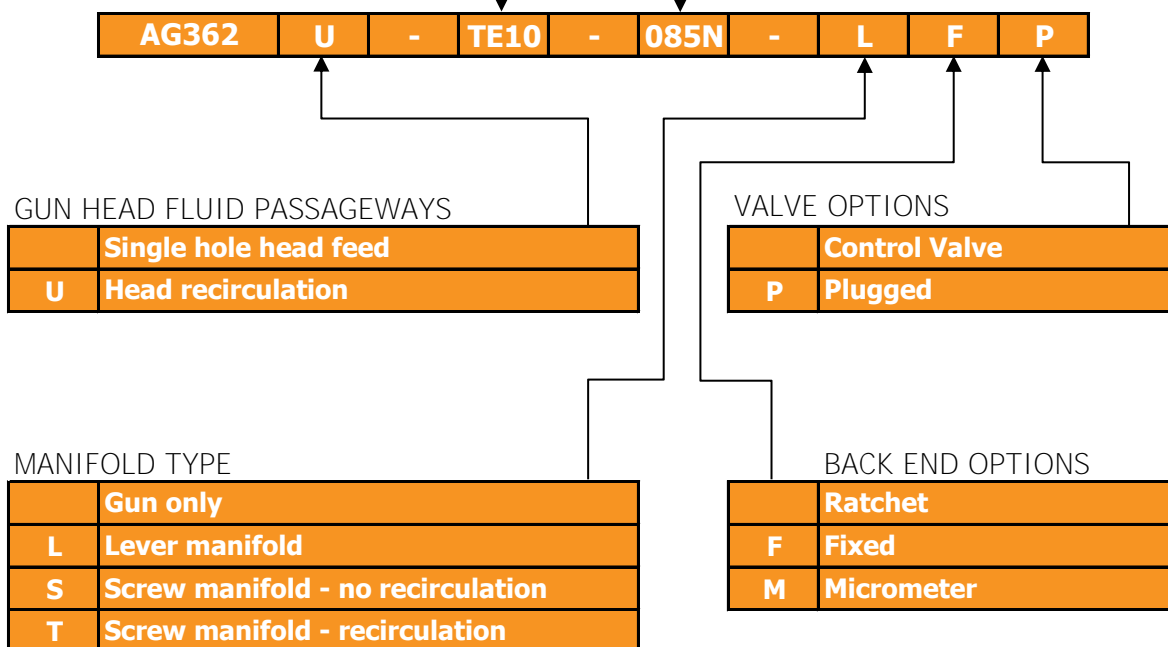 AG362 U - TE10 - 085N - L F P
GUN HEAD FLUID PASSAGEWAYS
Single hole head feed
U Head recirculation
VALVE OPTIONS
Control Valve
P Plugged
MANIFOLD TYPE
Gun only
L Lever manifold
S Screw manifold - no recirculation
T Screw manifold - recirculation
BACK END OPTIONS
Ratchet
F Fixed
M Micrometer